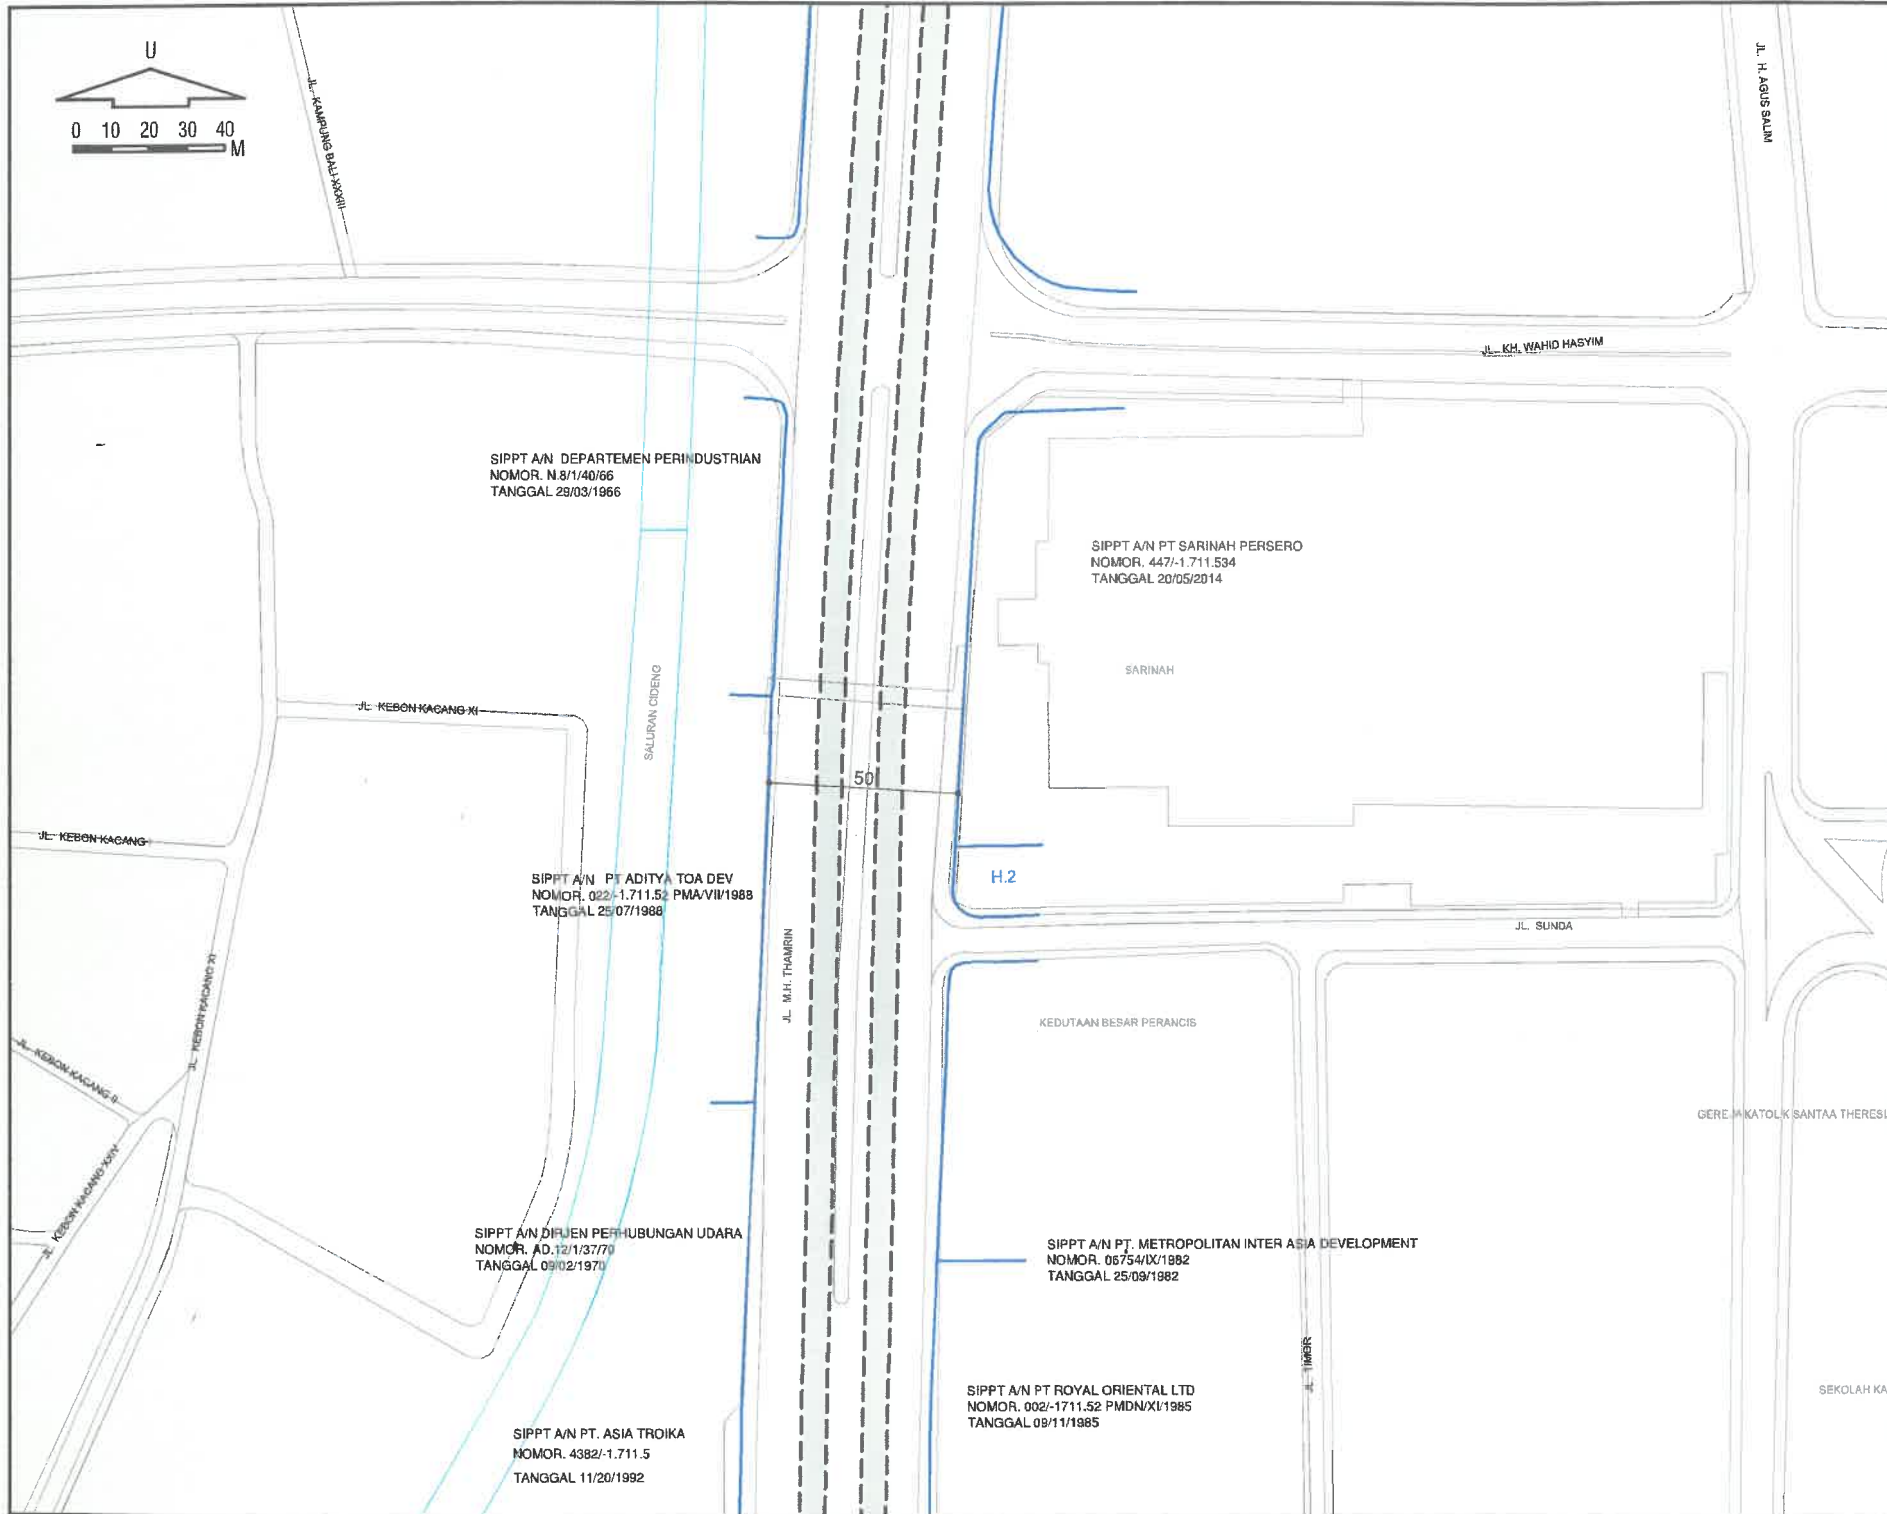 U
0 10 20 30 40
M
JL. KAMPUNG BALI XXXIII
JL. H. AGUS SALIM
JL. KH. WAHID HASYIM
SIPPT A/N DEPARTEMEN PERINDUSTRIAN
NOMOR. N.8/1/40/66
TANGGAL 29/03/1966
SIPPT A/N PT SARINAH PERSERO
NOMOR. 447/-1.711.534
TANGGAL 20/05/2014
SARINAH
SALURAN CIDENG
JL. KEBON KACANG XI
50
JL. KEBON KACANG I
SIPPT A/N PT ADITYA TOA DEV
NOMOR. 022/-1.711.52 PMA/VII/1988
TANGGAL 25/07/1988
H.2
JL. SUNDA
JL. M.H. THAMRIN
JL. KEBON KACANG XI
KEDUTAAN BESAR PERANCIS
JL. KEBON KACANG II
GEREJA KATOLIK SANTAA THERESI
JL. KEBON KACANG XXIV
SIPPT A/N DIRJEN PERHUBUNGAN UDARA
NOMOR. AD.12/1/37/70
TANGGAL 09/02/1970
SIPPT A/N PT. METROPOLITAN INTER ASIA DEVELOPMENT
NOMOR. 06754/IX/1982
TANGGAL 25/09/1982
JL. TIMOR
SIPPT A/N PT ROYAL ORIENTAL LTD
NOMOR. 002/-1711.52 PMDN/XI/1985
TANGGAL 09/11/1985
SEKOLAH KA
SIPPT A/N PT. ASIA TROIKA
NOMOR. 4382/-1.711.5
TANGGAL 11/20/1992